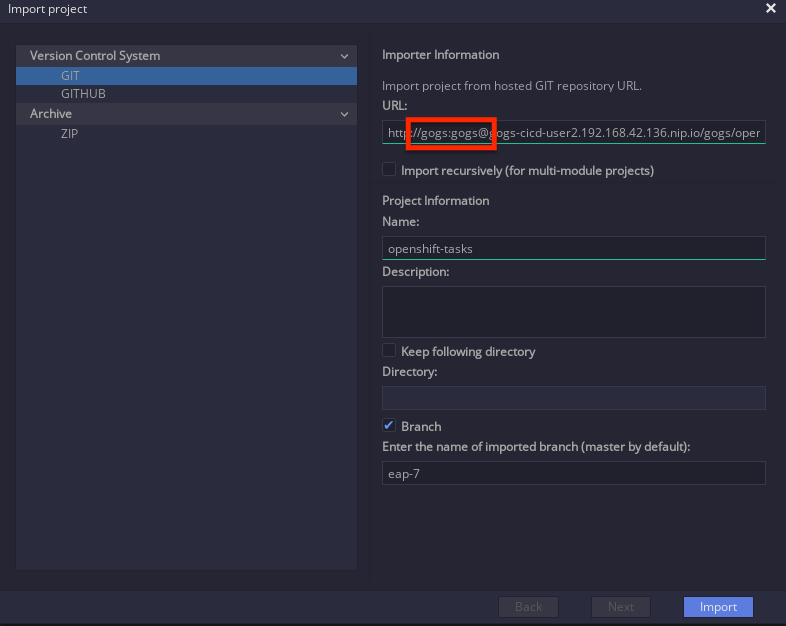 Import project
Version Control System
GIT
GITHUB
Archive
ZIP
Importer Information
Import project from hosted GIT repository URL.
URL:
http://gogs:gogs@gogs-cicd-user2.192.168.42.136.nip.io/gogs/oper
Import recursively (for multi-module projects)
Project Information
Name:
openshift-tasks
Description:
Keep following directory
Directory:
Branch
Enter the name of imported branch (master by default):
eap-7
Back
Next
Import